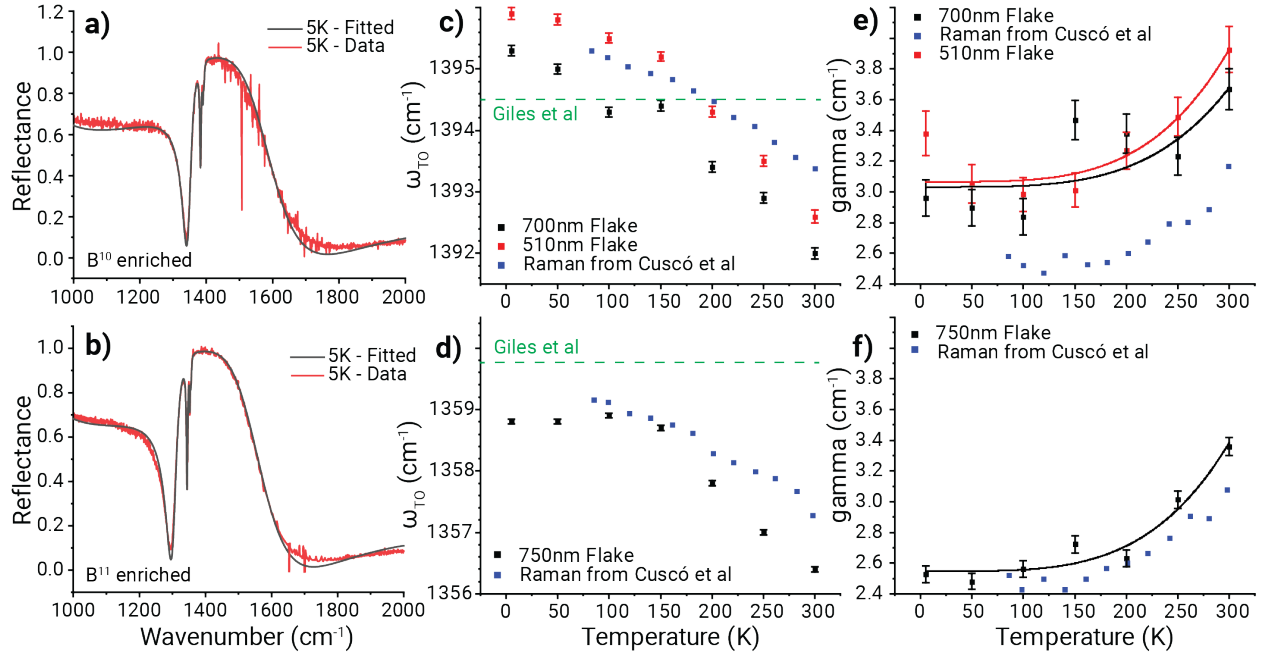 a)
5K - Fitted
5K - Data
1.2
1.0
0.8
0.6
0.4
0.2
0.0
Reflectance
B¹⁰ enriched
1000 1200 1400 1600 1800 2000
b)
5K - Fitted
5K - Data
1.0
0.8
0.6
0.4
0.2
0.0
Reflectance
B¹¹ enriched
1000 1200 1400 1600 1800 2000
Wavenumber (cm⁻¹)
c)
1395
1394
1393
1392
ω_TO (cm⁻¹)
Giles et al
700nm Flake
510nm Flake
Raman from Cuscó et al
0 50 100 150 200 250 300
d)
Giles et al
1359
1358
1357
1356
ω_TO (cm⁻¹)
750nm Flake
Raman from Cuscó et al
0 50 100 150 200 250 300
Temperature (K)
e)
700nm Flake
Raman from Cuscó et al
510nm Flake
3.8
3.6
3.4
3.2
3.0
2.8
2.6
2.4
gamma (cm⁻¹)
0 50 100 150 200 250 300
f)
750nm Flake
Raman from Cuscó et al
3.8
3.6
3.4
3.2
3.0
2.8
2.6
2.4
gamma (cm⁻¹)
0 50 100 150 200 250 300
Temperature (K)